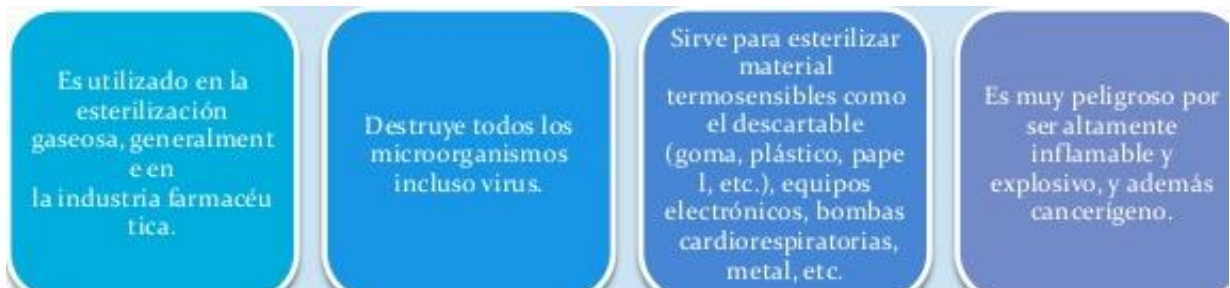 Es utilizado en la
esterilización
gaseosa, generalment
e en
la industria farmacéu
tica.
Destruye todos los
microorganismos
incluso virus.
Sirve para esterilizar
material
termosensibles como
el descartable
(goma, plástico, pape
l, etc.), equipos
electrónicos, bombas
cardiorespiratorias,
metal, etc.
Es muy peligroso por
ser altamente
inflamable y
explosivo, y además
cancerígeno.